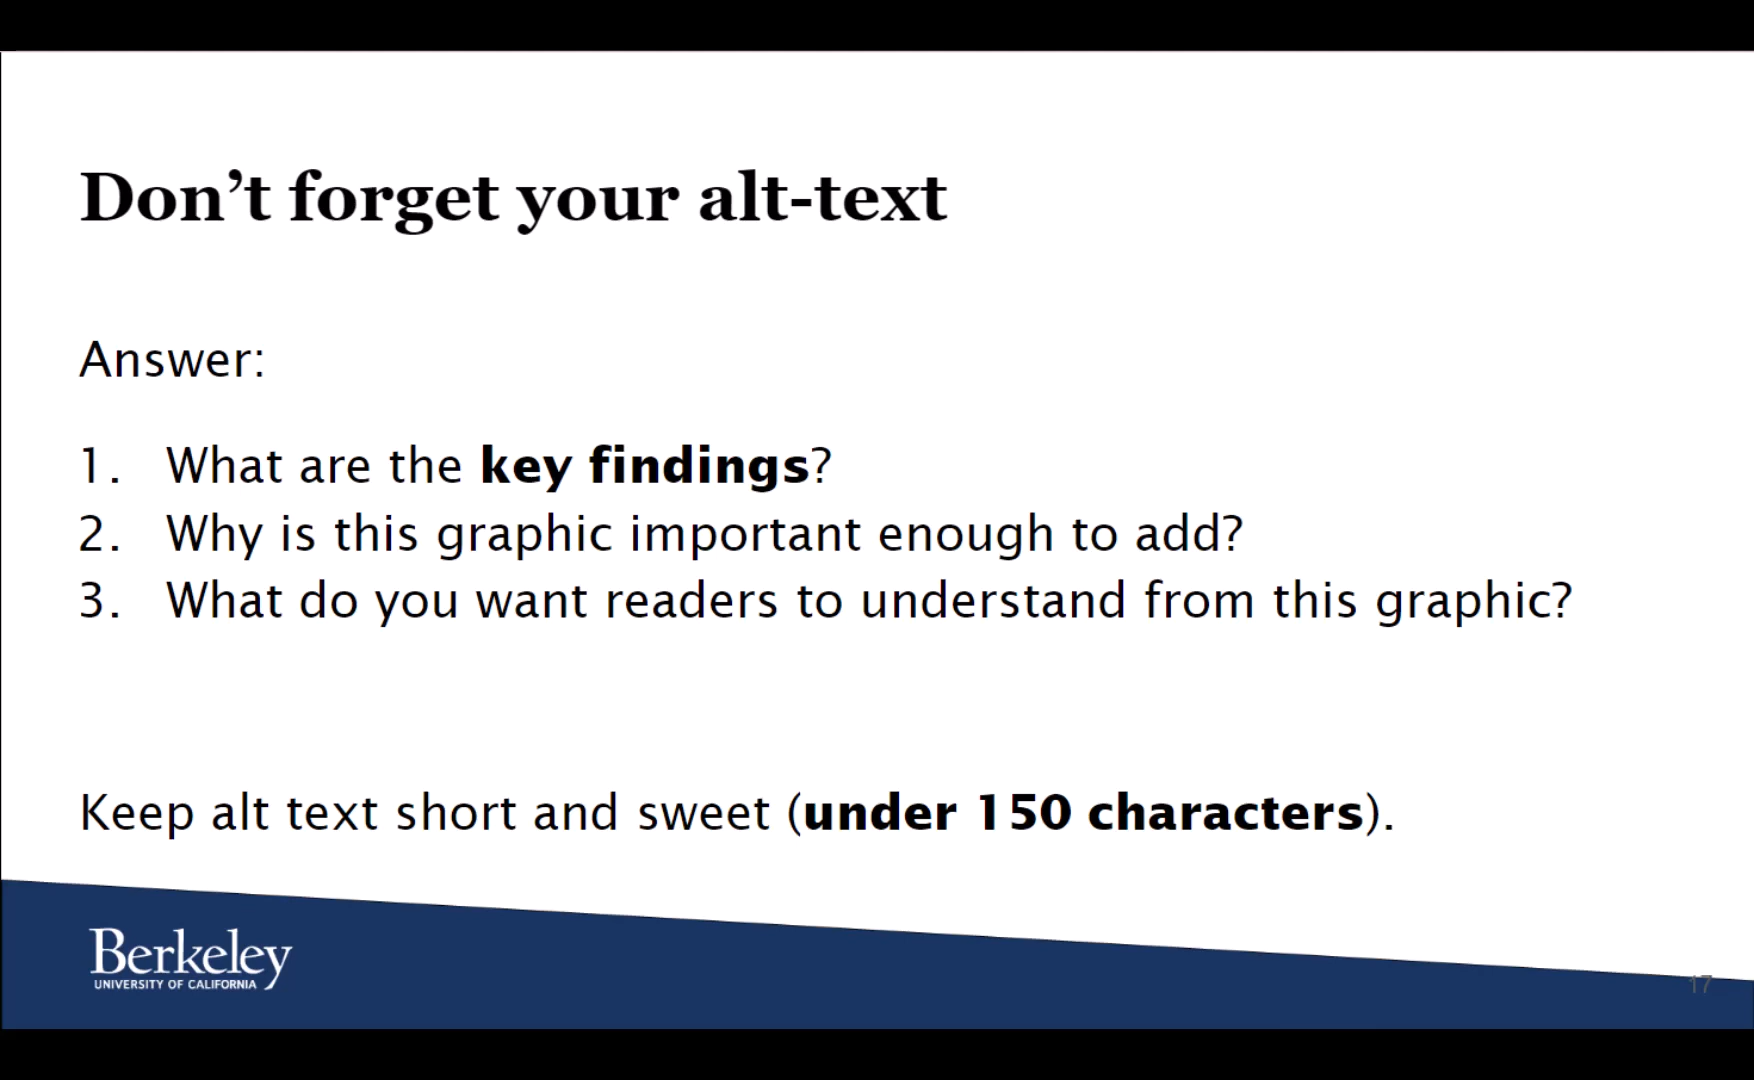 Don’t forget your alt-text
Answer:
1. What are the key findings?
2. Why is this graphic important enough to add?
3. What do you want readers to understand from this graphic?
Keep alt text short and sweet (under 150 characters).
Berkeley
UNIVERSITY OF CALIFORNIA
17